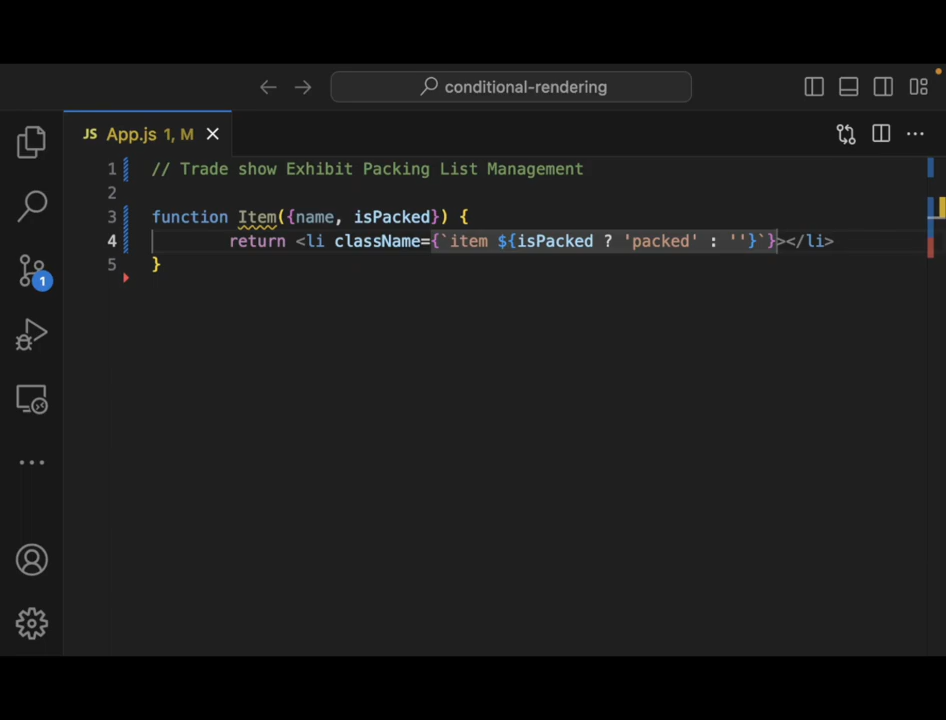 conditional-rendering
JS App.js 1, M
1 // Trade show Exhibit Packing List Management
2
3 function Item({name, isPacked}) {
4 return <li className={`item ${isPacked ? 'packed' : ''}`}></li>
5 }
1